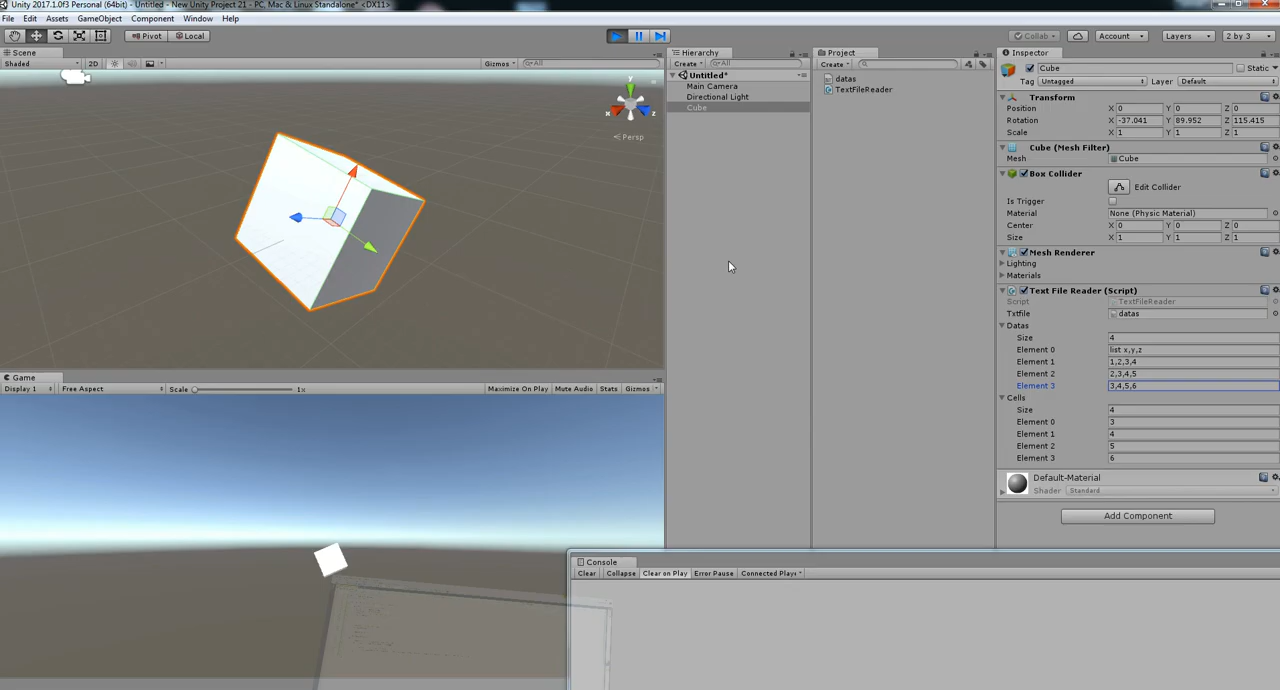 Unity 2017.1.0f3 Personal (64bit) - Untitled - New Unity Project 21 - PC, Mac & Linux Standalone* <DX11>
File Edit Assets GameObject Component Window Help
Pivot Local Collab Account Layers 2 by 3
Scene
Shaded 2D Gizmos All
y
x z
Persp
Game
Display 1 Free Aspect Scale 1x Maximize On Play Mute Audio Stats Gizmos
Hierarchy
Create All
Untitled*
Main Camera
Directional Light
Cube
Project
Create
datas
TextFileReader
Inspector
Cube Static
Tag Untagged Layer Default
Transform
Position X 0 Y 0 Z 0
Rotation X -37.041 Y 89.952 Z 115.415
Scale X 1 Y 1 Z 1
Cube (Mesh Filter)
Mesh Cube
Box Collider
Edit Collider
Is Trigger
Material None (Physic Material)
Center X 0 Y 0 Z 0
Size X 1 Y 1 Z 1
Mesh Renderer
Lighting
Materials
Text File Reader (Script)
Script TextFileReader
Txtfile datas
Datas
Size 4
Element 0 list x,y,z
Element 1 1,2,3,4
Element 2 2,3,4,5
Element 3 3,4,5,6
Cells
Size 4
Element 0 3
Element 1 4
Element 2 5
Element 3 6
Default-Material
Shader Standard
Add Component
Console
Clear Collapse Clear on Play Error Pause Connected Player